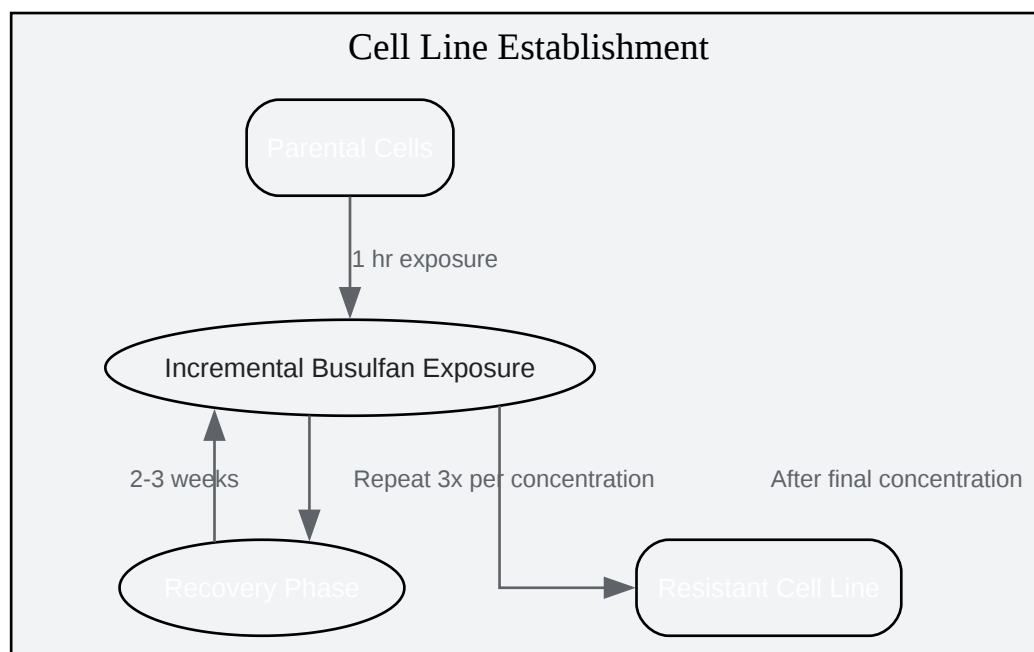 Cell Line Establishment
Parental Cells
1 hr exposure
Incremental Busulfan Exposure
2-3 weeks
Repeat 3x per concentration
After final concentration
Recovery Phase
Resistant Cell Line